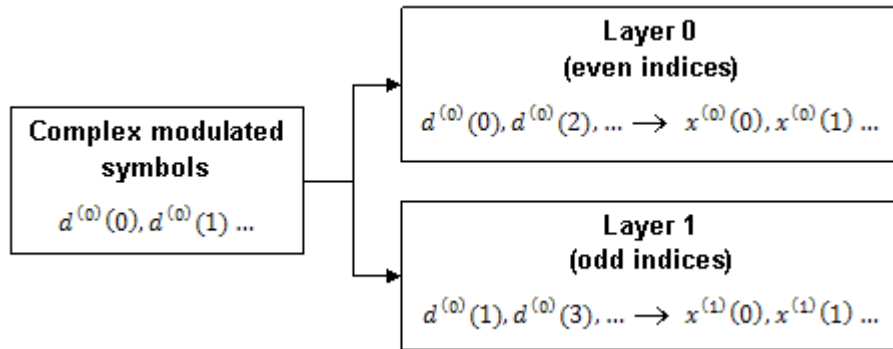 Complex modulated
symbols
d⁽⁰⁾(0), d⁽⁰⁾(1) ...
Layer 0
(even indices)
d⁽⁰⁾(0), d⁽⁰⁾(2), ... → x⁽⁰⁾(0), x⁽⁰⁾(1) ...
Layer 1
(odd indices)
d⁽⁰⁾(1), d⁽⁰⁾(3), ... → x⁽¹⁾(0), x⁽¹⁾(1) ...